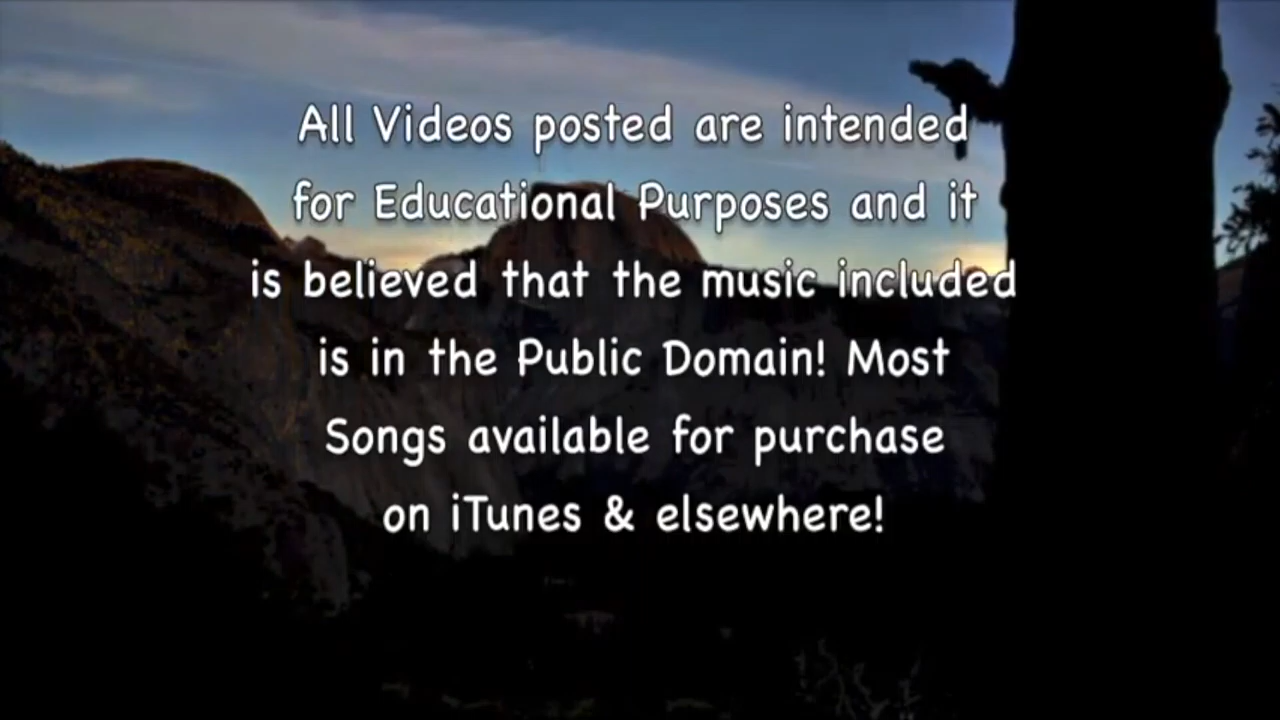 All Videos posted are intended
for Educational Purposes and it
is believed that the music included
is in the Public Domain! Most
Songs available for purchase
on iTunes & elsewhere!